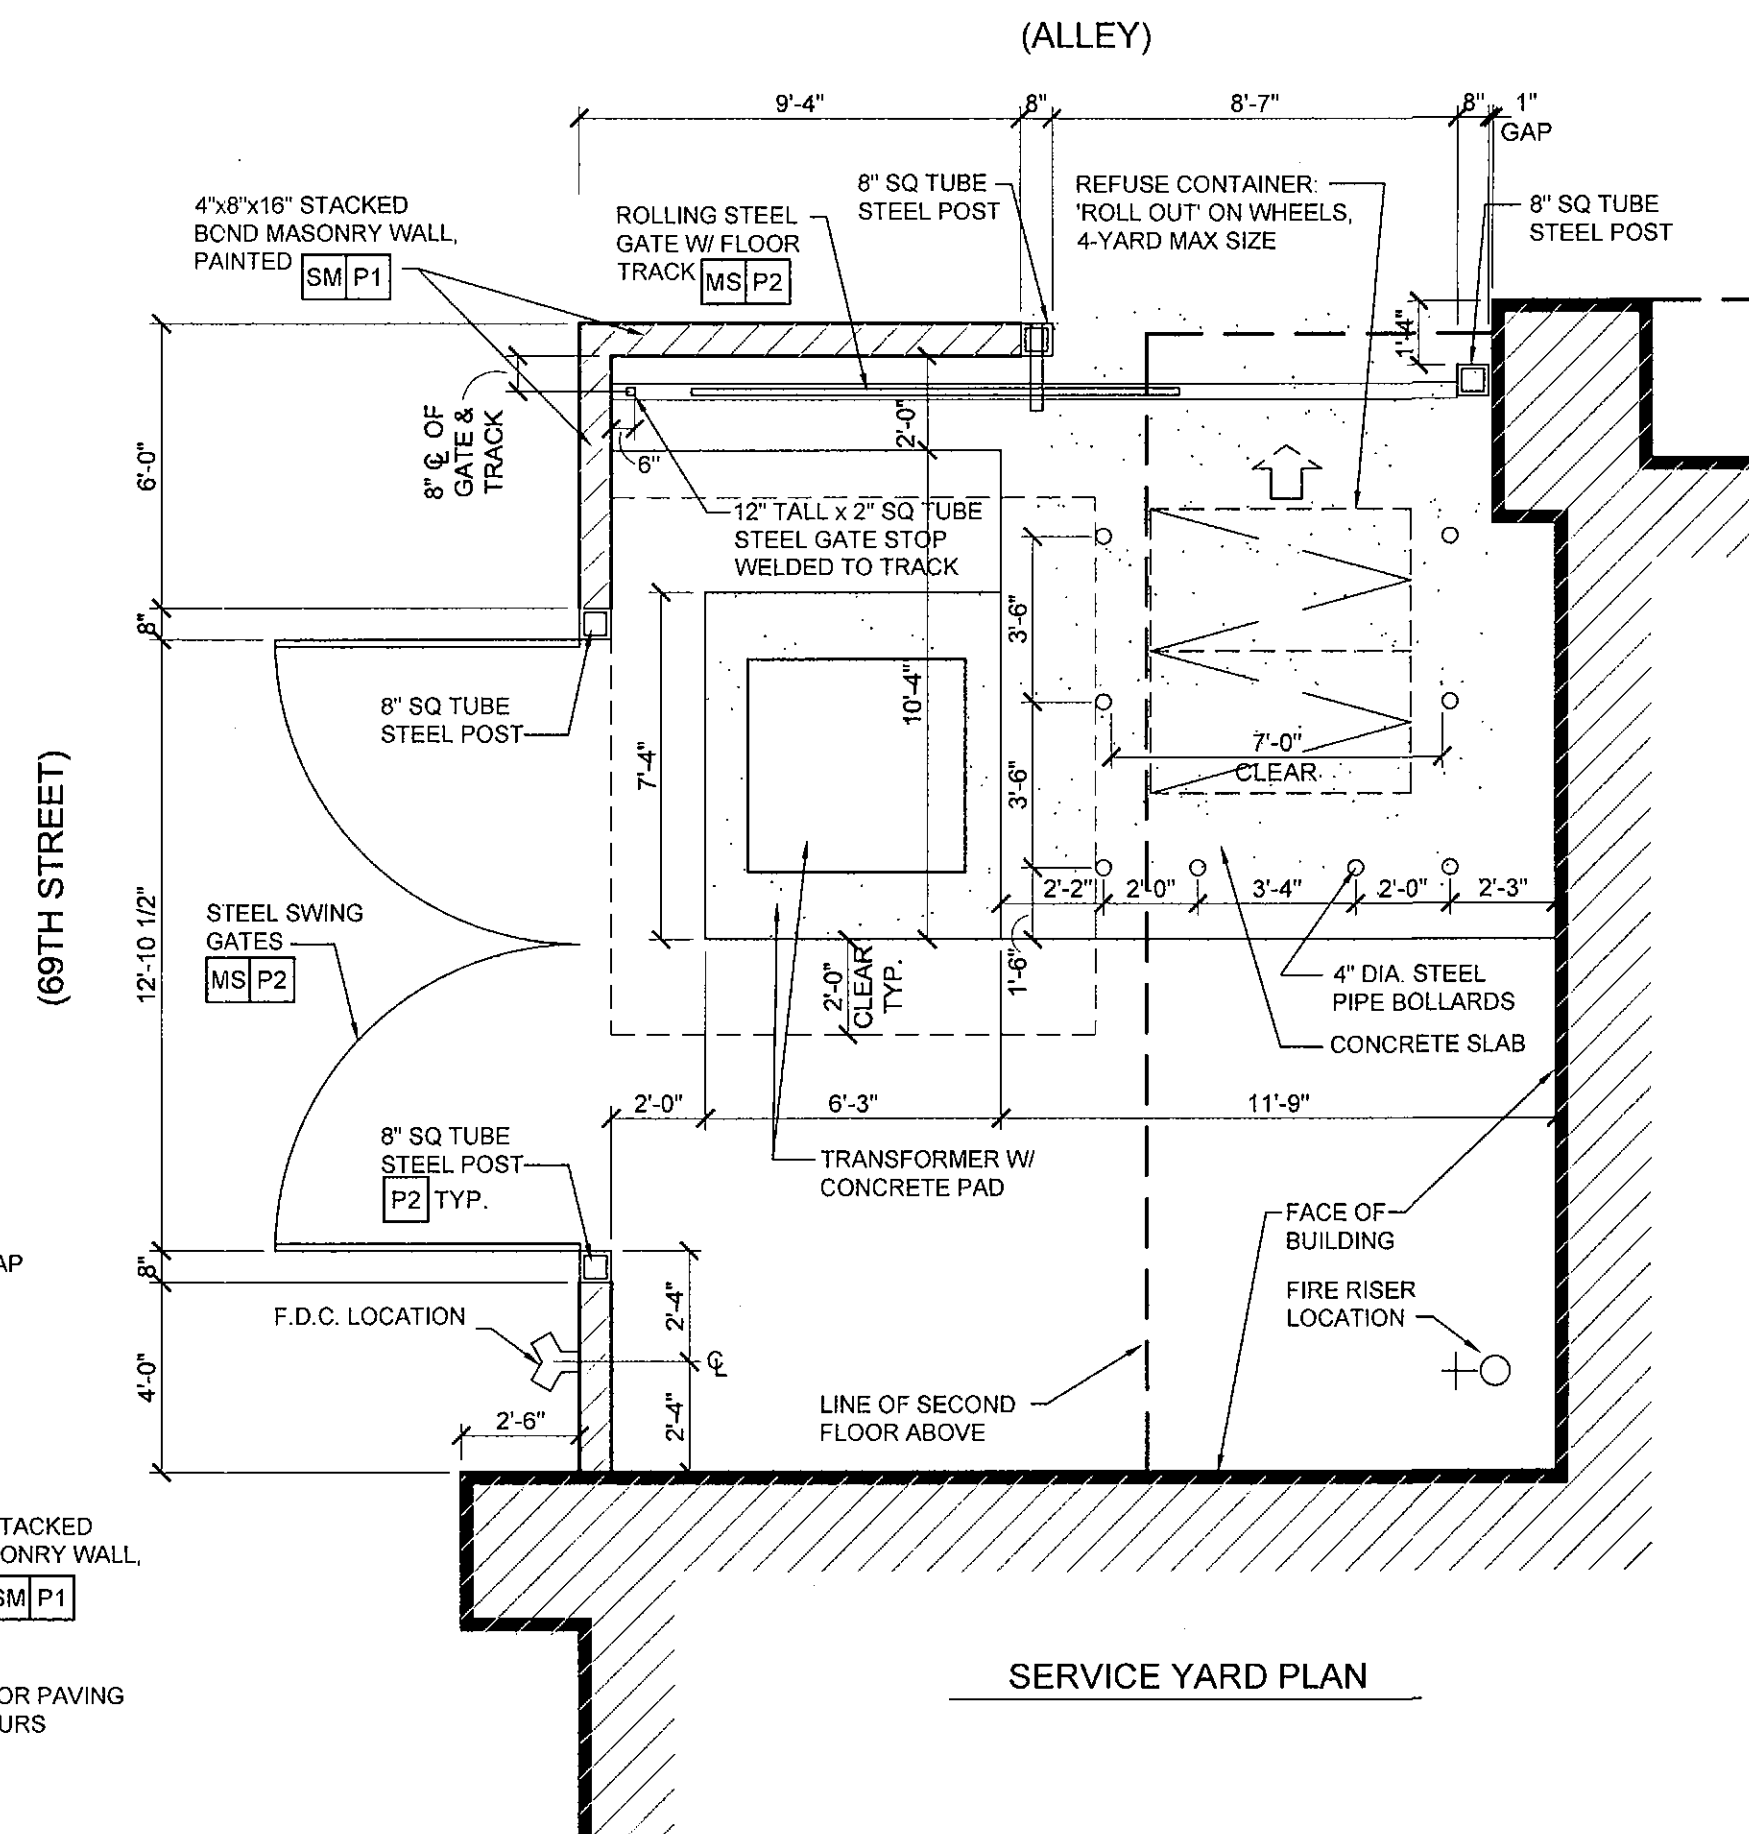 (ALLEY)
9'-4"
8"
8'-7"
8"
1"
GAP
4"x8"x16" STACKED
BOND MASONRY WALL,
PAINTED SM P1
ROLLING STEEL
GATE W/ FLOOR
TRACK MS P2
8" SQ TUBE
STEEL POST
REFUSE CONTAINER:
'ROLL OUT' ON WHEELS,
4-YARD MAX SIZE
8" SQ TUBE
STEEL POST
1'-4"
8" ℄ OF
GATE &
TRACK
6'-0"
6"
2'-0"
12" TALL x 2" SQ TUBE
STEEL GATE STOP
WELDED TO TRACK
8"
3'-6"
8" SQ TUBE
STEEL POST
7'-4"
10'-4"
3'-6"
7'-0"
CLEAR
(69TH STREET)
12'-10 1/2"
STEEL SWING
GATES
MS P2
2'-2"
2'-0"
3'-4"
2'-0"
2'-3"
1'-6"
2'-0"
CLEAR
TYP.
4" DIA. STEEL
PIPE BOLLARDS
CONCRETE SLAB
2'-0"
6'-3"
11'-9"
8" SQ TUBE
STEEL POST
P2 TYP.
TRANSFORMER W/
CONCRETE PAD
FACE OF
BUILDING
AP
8"
F.D.C. LOCATION
2'-4"
℄
FIRE RISER
LOCATION
4'-0"
2'-6"
2'-4"
LINE OF SECOND
FLOOR ABOVE
TACKED
ONRY WALL,
SM P1
OR PAVING
URS
SERVICE YARD PLAN